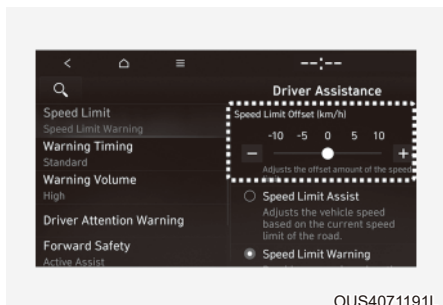 --:--
Driver Assistance
Speed Limit
Speed Limit Warning
Warning Timing
Standard
Warning Volume
High
Driver Attention Warning
Forward Safety
Active Assist
Speed Limit Offset (km/h)
-10 -5 0 5 10
− +
Adjusts the offset amount of the speed
Speed Limit Assist
Adjusts the vehicle speed
based on the current speed
limit of the road.
Speed Limit Warning
OUS4071191L